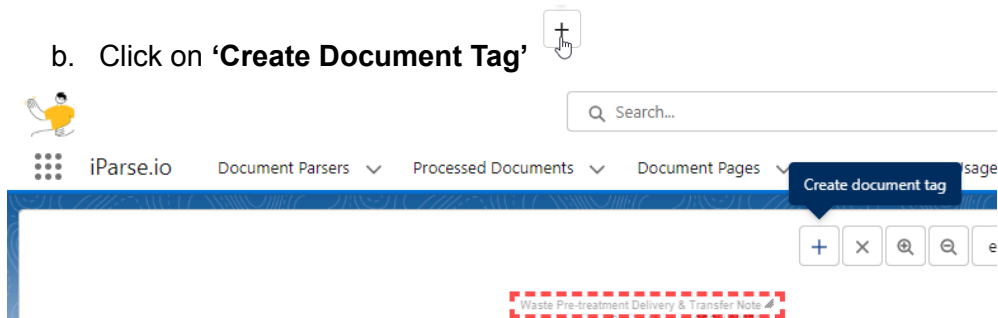 b. Click on ‘Create Document Tag’
Search...
iParse.io Document Parsers Processed Documents Document Pages sage
Create document tag
e
Waste Pre-treatment Delivery & Transfer Note